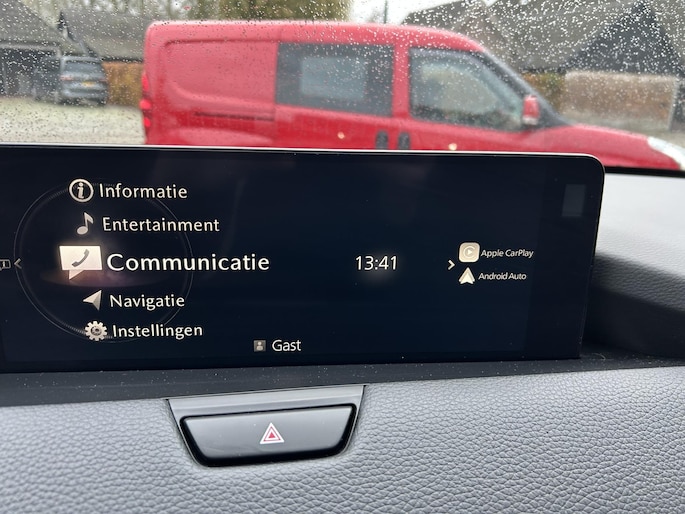 Informatie
Entertainment
Communicatie
13:41
Apple CarPlay
Android Auto
Navigatie
Instellingen
Gast